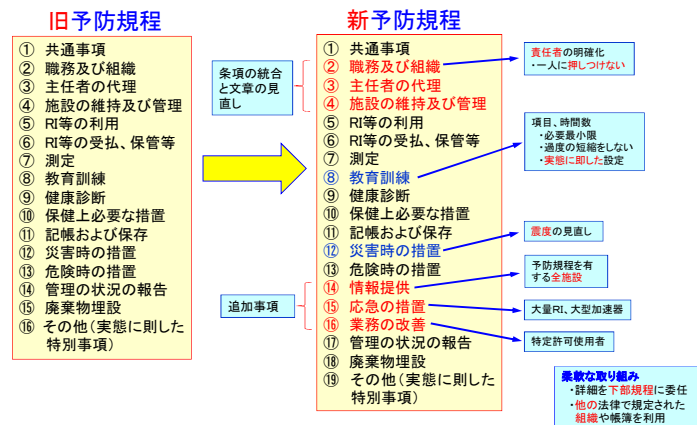 旧予防規程
① 共通事項
② 職務及び組織
③ 主任者の代理
④ 施設の維持及び管理
⑤ RI等の利用
⑥ RI等の受払、保管等
⑦ 測定
⑧ 教育訓練
⑨ 健康診断
⑩ 保健上必要な措置
⑪ 記帳および保存
⑫ 災害時の措置
⑬ 危険時の措置
⑭ 管理の状況の報告
⑮ 廃棄物埋設
⑯ その他(実態に則した
特別事項)
条項の統合
と文章の見
直し
追加事項
新予防規程
① 共通事項
② 職務及び組織
③ 主任者の代理
④ 施設の維持及び管理
⑤ RI等の利用
⑥ RI等の受払、保管等
⑦ 測定
⑧ 教育訓練
⑨ 健康診断
⑩ 保健上必要な措置
⑪ 記帳および保存
⑫ 災害時の措置
⑬ 危険時の措置
⑭ 情報提供
⑮ 応急の措置
⑯ 業務の改善
⑰ 管理の状況の報告
⑱ 廃棄物埋設
⑲ その他(実態に則した
特別事項)
責任者の明確化
・一人に押しつけない
項目、時間数
・必要最小限
・過度の短縮をしない
・実態に即した設定
震度の見直し
予防規程を有
する全施設
大量RI、大型加速器
特定許可使用者
柔軟な取り組み
・詳細を下部規程に委任
・他の法律で規定された
組織や帳簿を利用